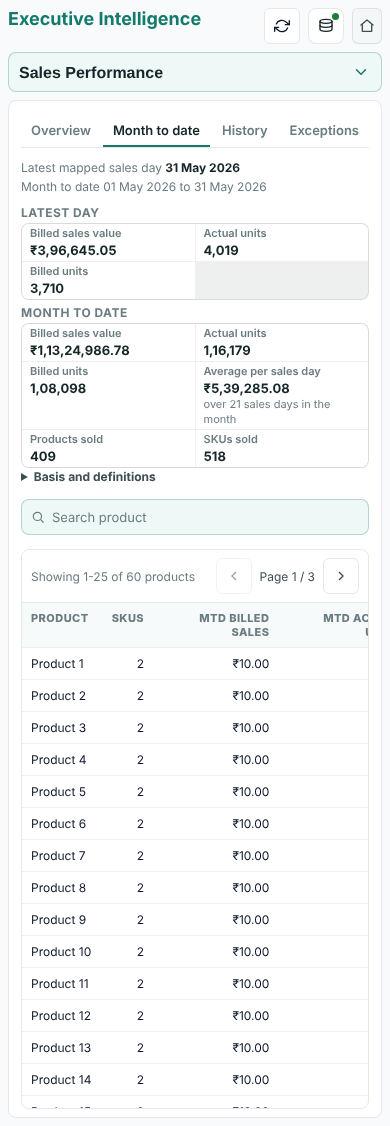 Executive Intelligence
Sales Performance
Overview Month to date History Exceptions
Latest mapped sales day 31 May 2026
Month to date 01 May 2026 to 31 May 2026
LATEST DAY
Billed sales value Actual units
₹3,96,645.05 4,019
Billed units
3,710
MONTH TO DATE
Billed sales value Actual units
₹1,13,24,986.78 1,16,179
Billed units Average per sales day
1,08,098 ₹5,39,285.08
over 21 sales days in the
month
Products sold SKUs sold
409 518
Basis and definitions
Search product
Showing 1-25 of 60 products Page 1 / 3
PRODUCT SKUS MTD BILLED SALES MTD
Product 1 2 ₹10.00
Product 2 2 ₹10.00
Product 3 2 ₹10.00
Product 4 2 ₹10.00
Product 5 2 ₹10.00
Product 6 2 ₹10.00
Product 7 2 ₹10.00
Product 8 2 ₹10.00
Product 9 2 ₹10.00
Product 10 2 ₹10.00
Product 11 2 ₹10.00
Product 12 2 ₹10.00
Product 13 2 ₹10.00
Product 14 2 ₹10.00